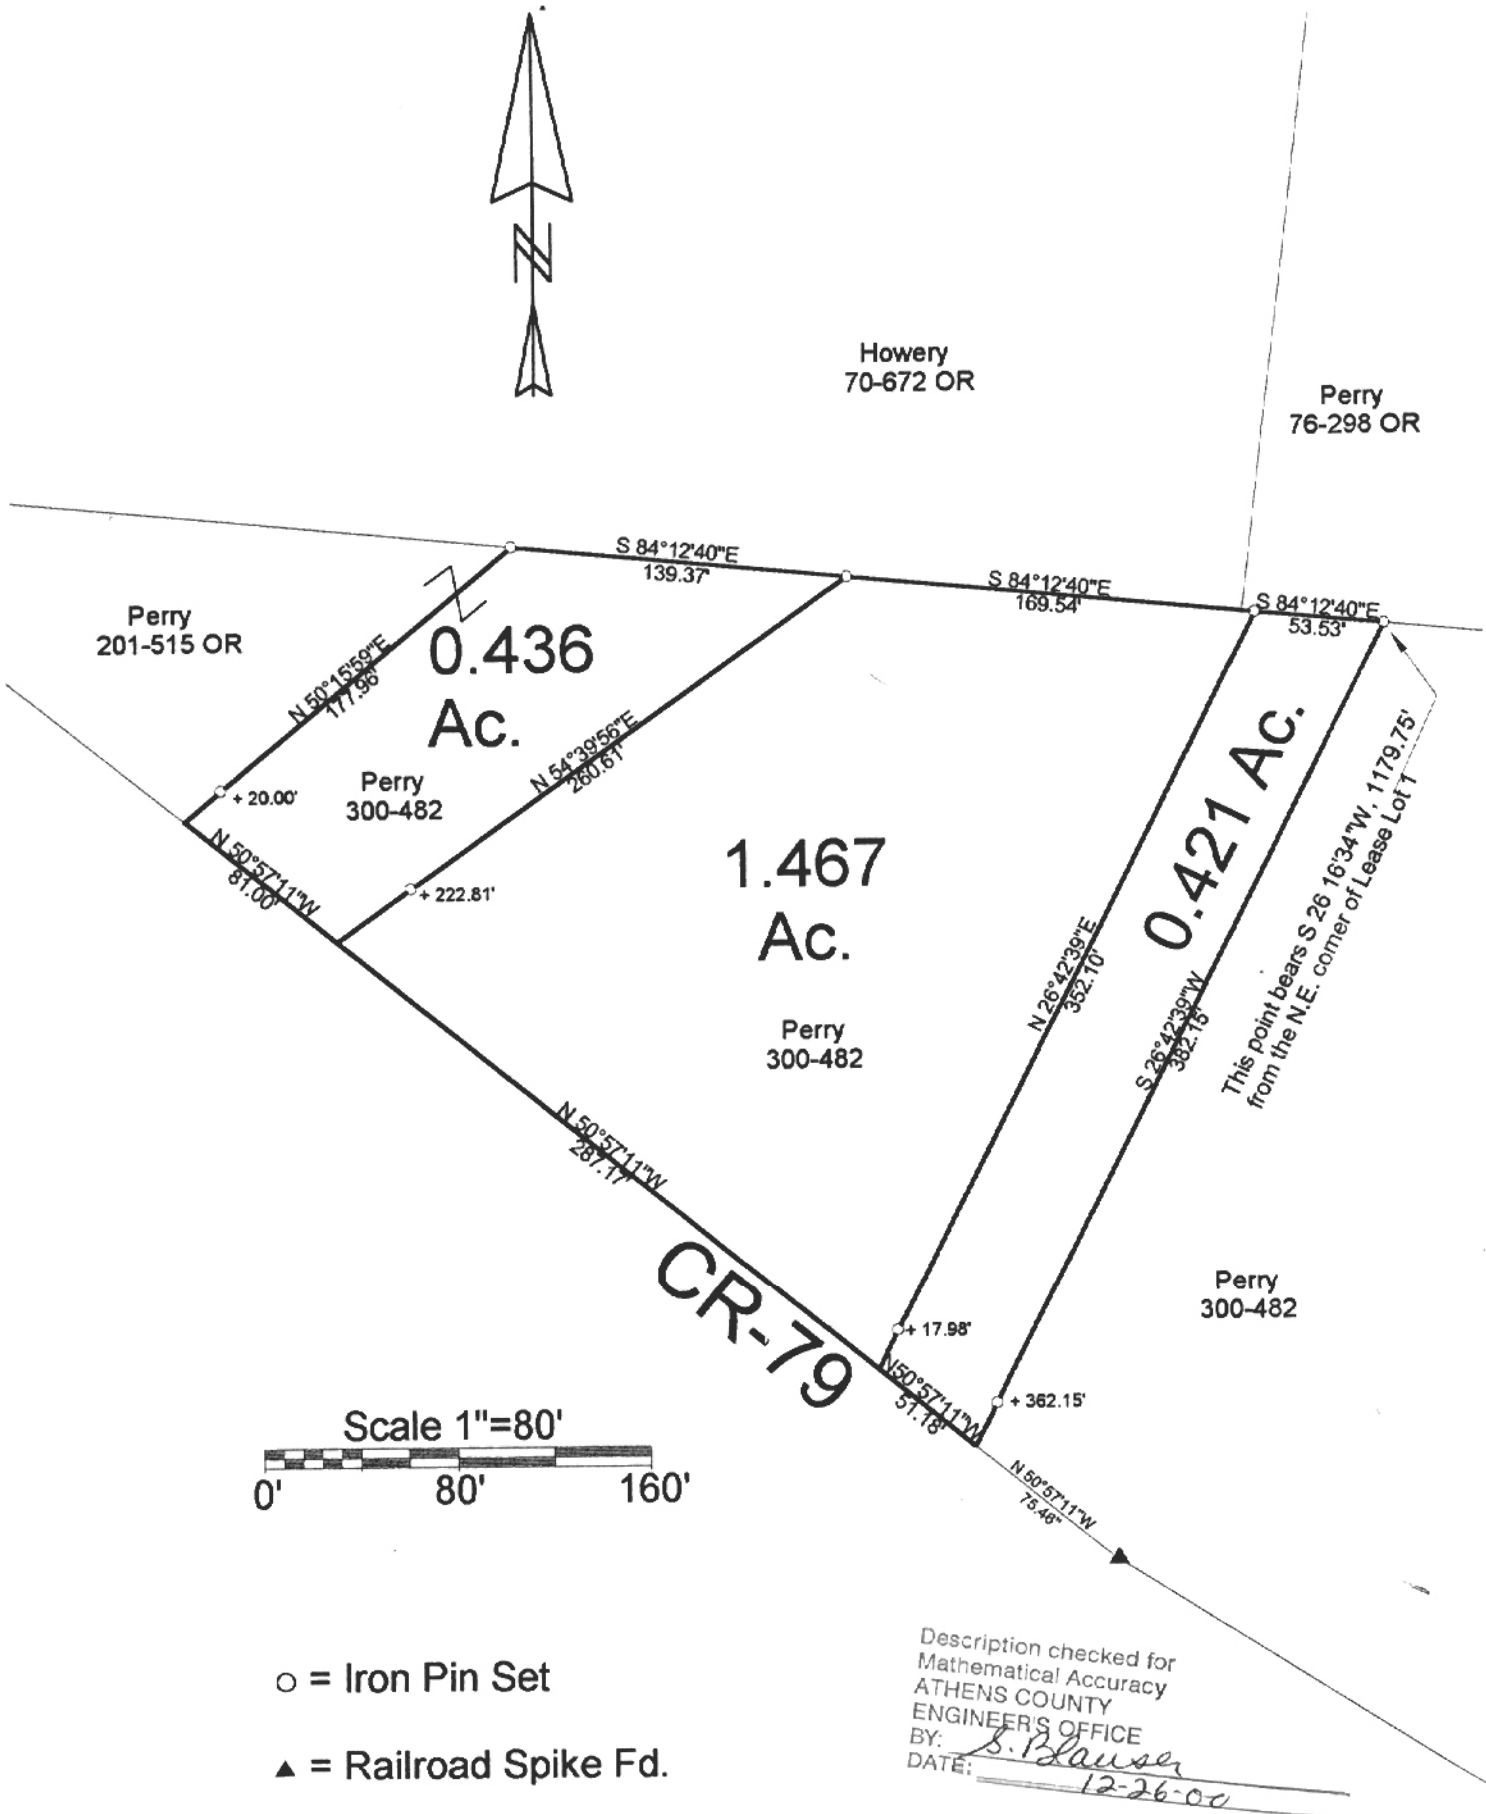 N
Howery
70-672 OR
Perry
76-298 OR
S 84°12'40"E
139.37'
S 84°12'40"E
169.54'
S 84°12'40"E
53.53'
Perry
201-515 OR
N 50°15'59"E
177.96'
0.436
Ac.
N 54°39'56"E
260.61'
Perry
300-482
+ 20.00'
N 50°57'11"W
81.00'
+ 222.81'
1.467
Ac.
Perry
300-482
N 26°42'39"E
352.10'
0.421 Ac.
S 26°42'39"W
382.15'
This point bears S 26 16'34"W, 1179.75'
from the N.E. corner of Lease Lot 1
N 50°57'11"W
287.17'
CR-79
+ 17.98'
N50°57'11"W
51.18'
+ 362.15'
Perry
300-482
N 50°57'11"W
75.46"
Scale 1"=80'
0' 80' 160'
= Iron Pin Set
= Railroad Spike Fd.
Description checked for
Mathematical Accuracy
ATHENS COUNTY
ENGINEER'S OFFICE
BY: S. Blauser
DATE: 12-26-00